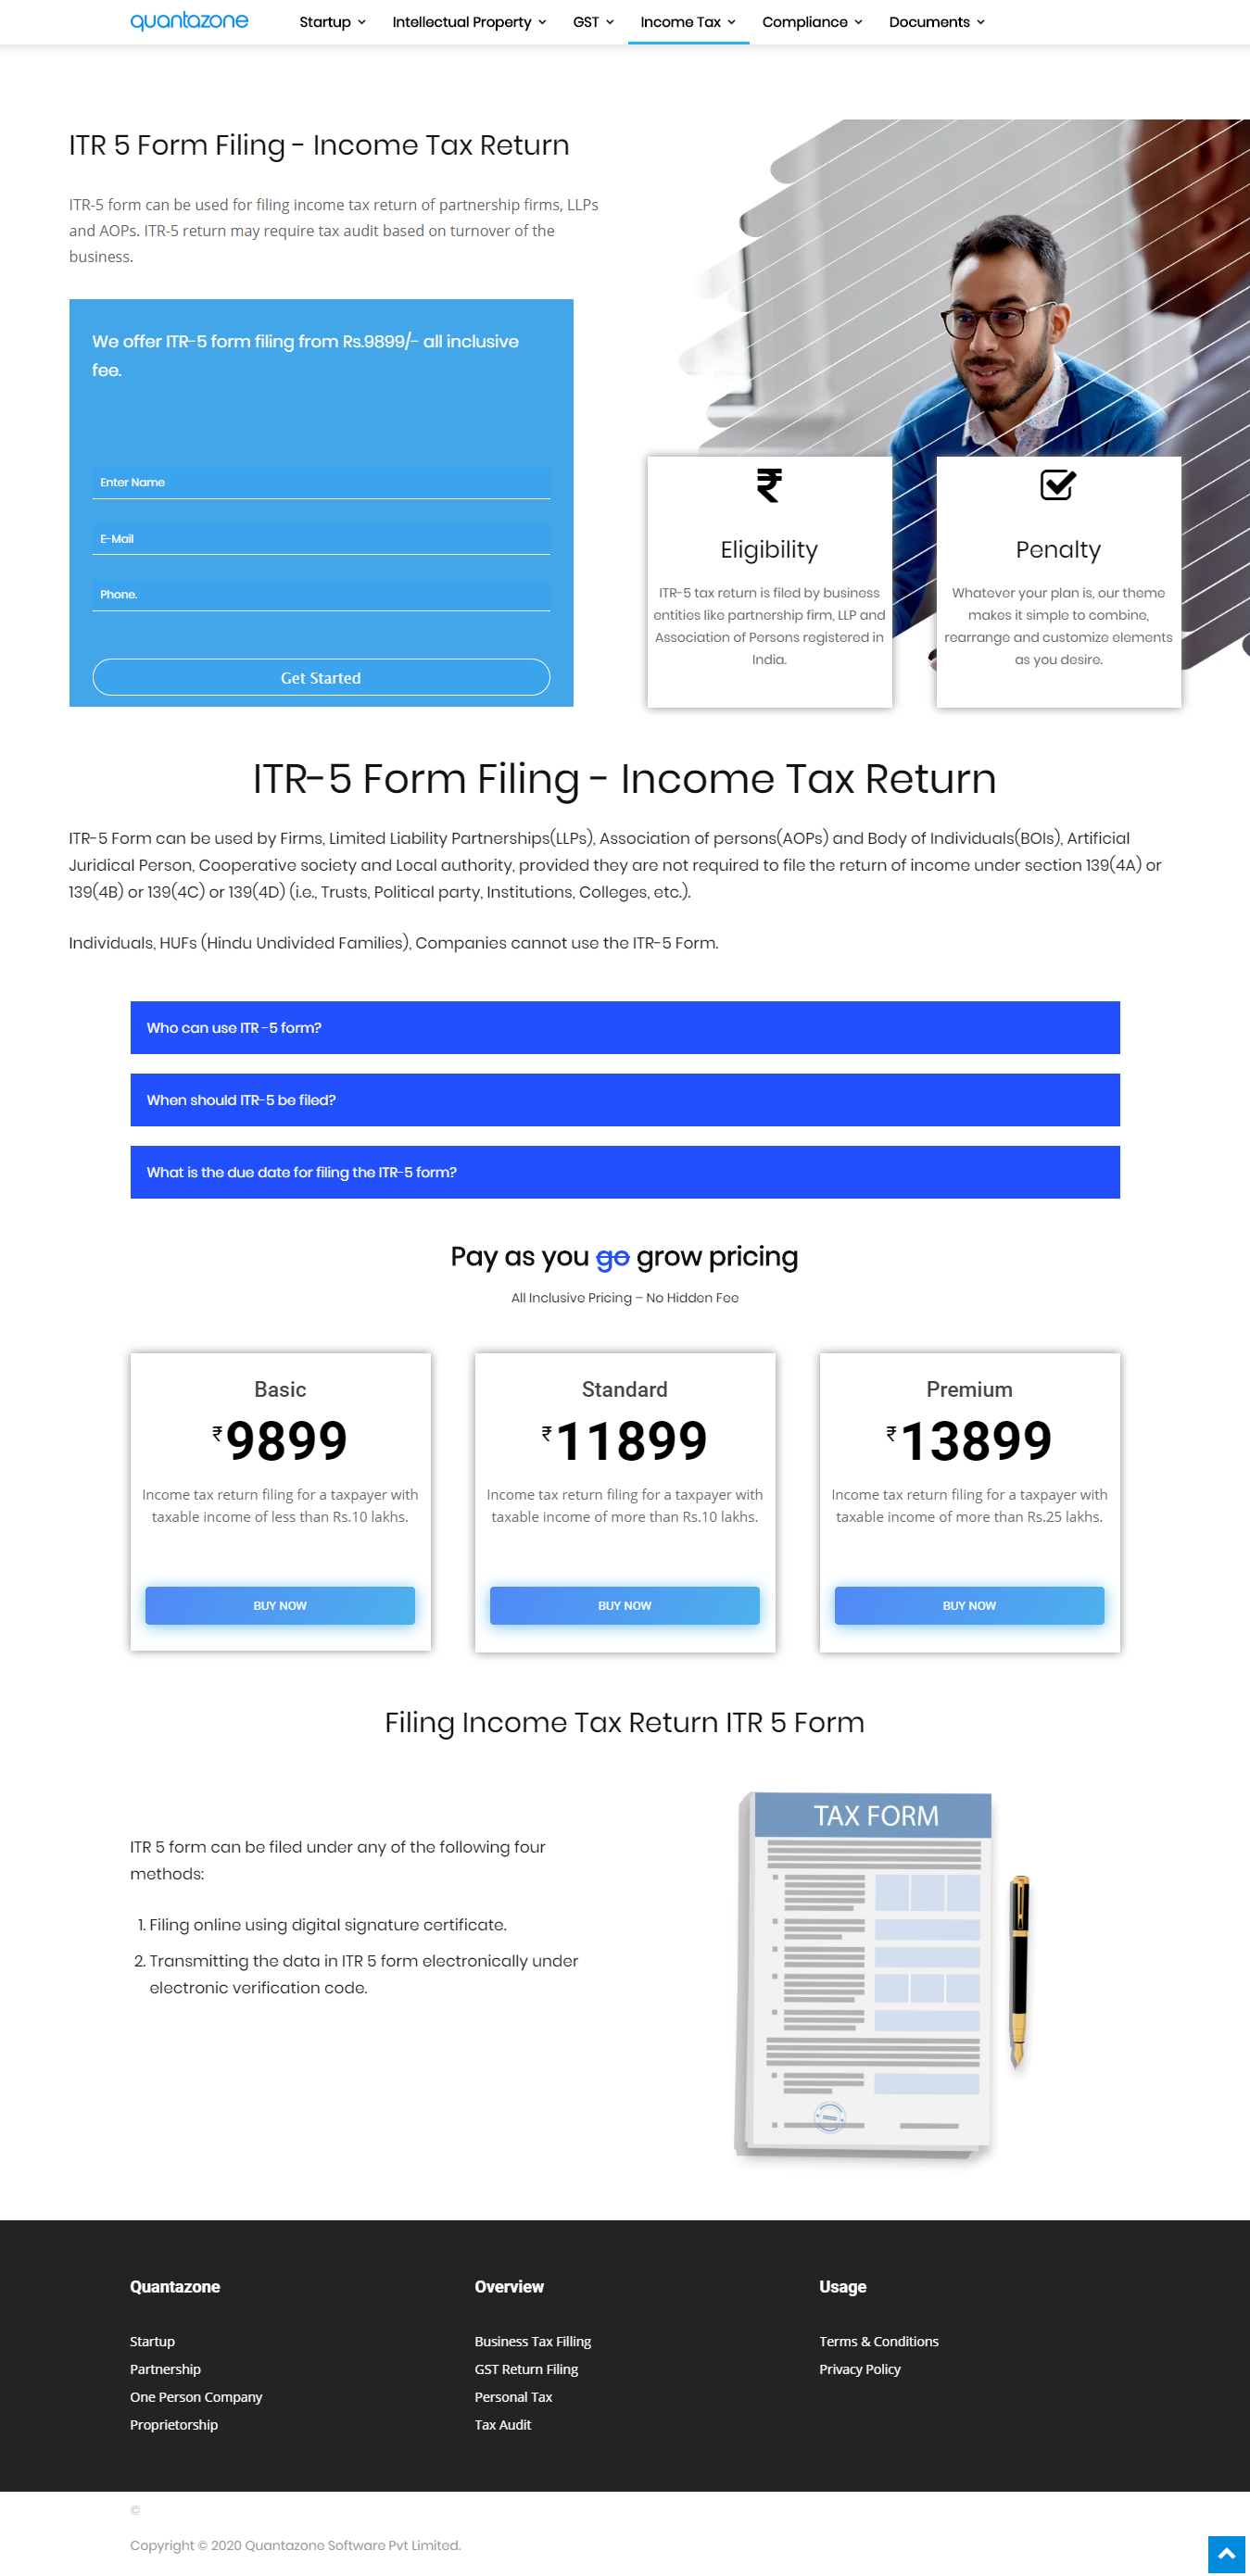 quantazone
Startup
Intellectual Property
GST
Income Tax
Compliance
Documents
ITR 5 Form Filing - Income Tax Return
ITR-5 form can be used for filing income tax return of partnership firms, LLPs
and AOPs. ITR-5 return may require tax audit based on turnover of the
business.
We offer ITR-5 form filing from Rs.9899/- all inclusive
fee.
Enter Name
E-Mail
Phone.
Get Started
₹
Eligibility
ITR-5 tax return is filed by business
entities like partnership firm, LLP and
Association of Persons registered in
India.
Penalty
Whatever your plan is, our theme
makes it simple to combine,
rearrange and customize elements
as you desire.
ITR-5 Form Filing - Income Tax Return
ITR-5 Form can be used by Firms, Limited Liability Partnerships(LLPs), Association of persons(AOPs) and Body of Individuals(BOIs), Artificial
Juridical Person, Cooperative society and Local authority, provided they are not required to file the return of income under section 139(4A) or
139(4B) or 139(4C) or 139(4D) (i.e., Trusts, Political party, Institutions, Colleges, etc.).
Individuals, HUFs (Hindu Undivided Families), Companies cannot use the ITR-5 Form.
Who can use ITR -5 form?
When should ITR-5 be filed?
What is the due date for filing the ITR-5 form?
Pay as you go grow pricing
All Inclusive Pricing – No Hidden Fee
Basic
₹9899
Income tax return filing for a taxpayer with
taxable income of less than Rs.10 lakhs.
BUY NOW
Standard
₹11899
Income tax return filing for a taxpayer with
taxable income of more than Rs.10 lakhs.
BUY NOW
Premium
₹13899
Income tax return filing for a taxpayer with
taxable income of more than Rs.25 lakhs.
BUY NOW
Filing Income Tax Return ITR 5 Form
ITR 5 form can be filed under any of the following four
methods:
1. Filing online using digital signature certificate.
2. Transmitting the data in ITR 5 form electronically under
electronic verification code.
TAX FORM
Quantazone
Startup
Partnership
One Person Company
Proprietorship
Overview
Business Tax Filling
GST Return Filing
Personal Tax
Tax Audit
Usage
Terms & Conditions
Privacy Policy
©
Copyright © 2020 Quantazone Software Pvt Limited.